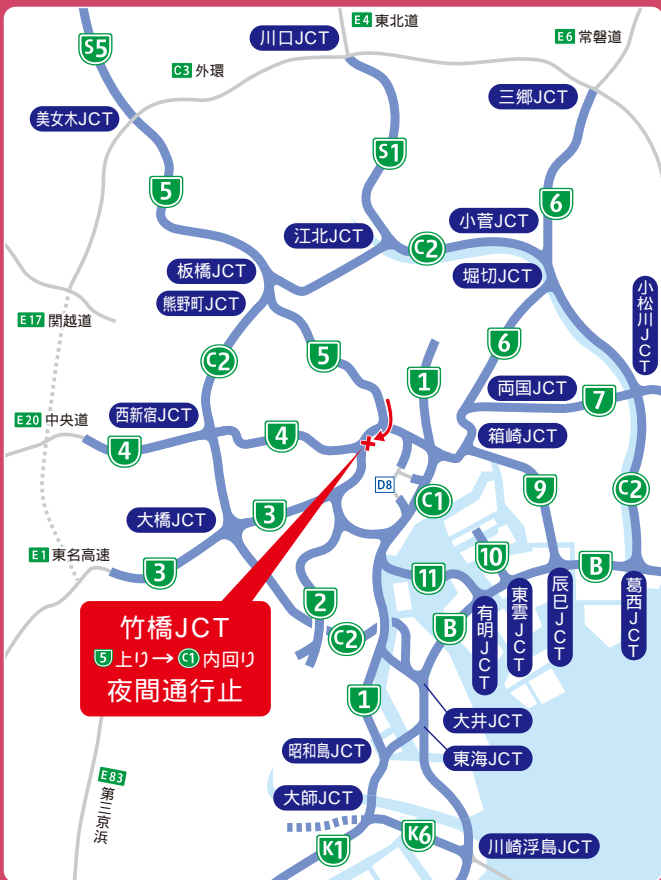 E4 東北道
川口JCT
E6 常磐道
S5
C3 外環
三郷JCT
美女木JCT
S1
5
6
小菅JCT
江北JCT
C2
板橋JCT
堀切JCT
熊野町JCT
小松川JCT
E17 関越道
C2
5
6
1
両国JCT
7
E20 中央道
西新宿JCT
4
4
箱崎JCT
D8
C1
9
C2
大橋JCT
3
E1 東名高速
3
11
10
B
2
有明JCT
東雲JCT
辰巳JCT
葛西JCT
竹橋JCT
5上り→C1内回り
夜間通行止
C2
B
1
大井JCT
昭和島JCT
東海JCT
E83
第三京浜
大師JCT
K1
K6
川崎浮島JCT